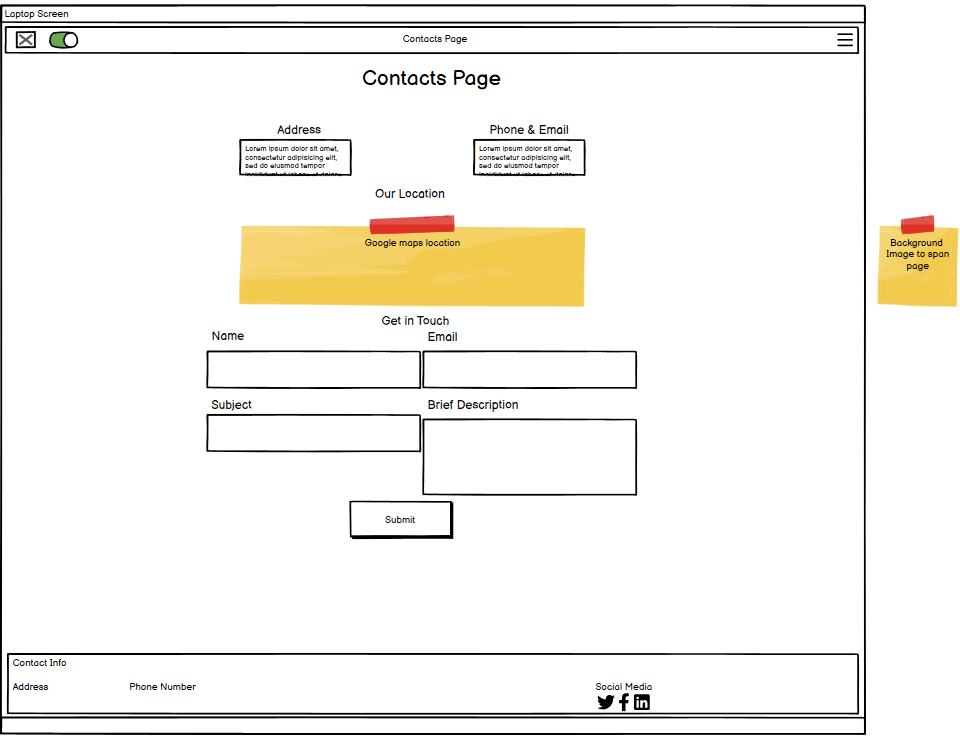 Laptop Screen
Contacts Page
Contacts Page
Address
Phone & Email
Lorem ipsum dolor sit amet,
consectetur adipisicing elit,
sed do eiusmod tempor
Lorem ipsum dolor sit amet,
consectetur adipisicing elit,
sed do eiusmod tempor
Our Location
Google maps location
Background
Image to span
page
Get in Touch
Name
Email
Subject
Brief Description
Submit
Contact Info
Address
Phone Number
Social Media